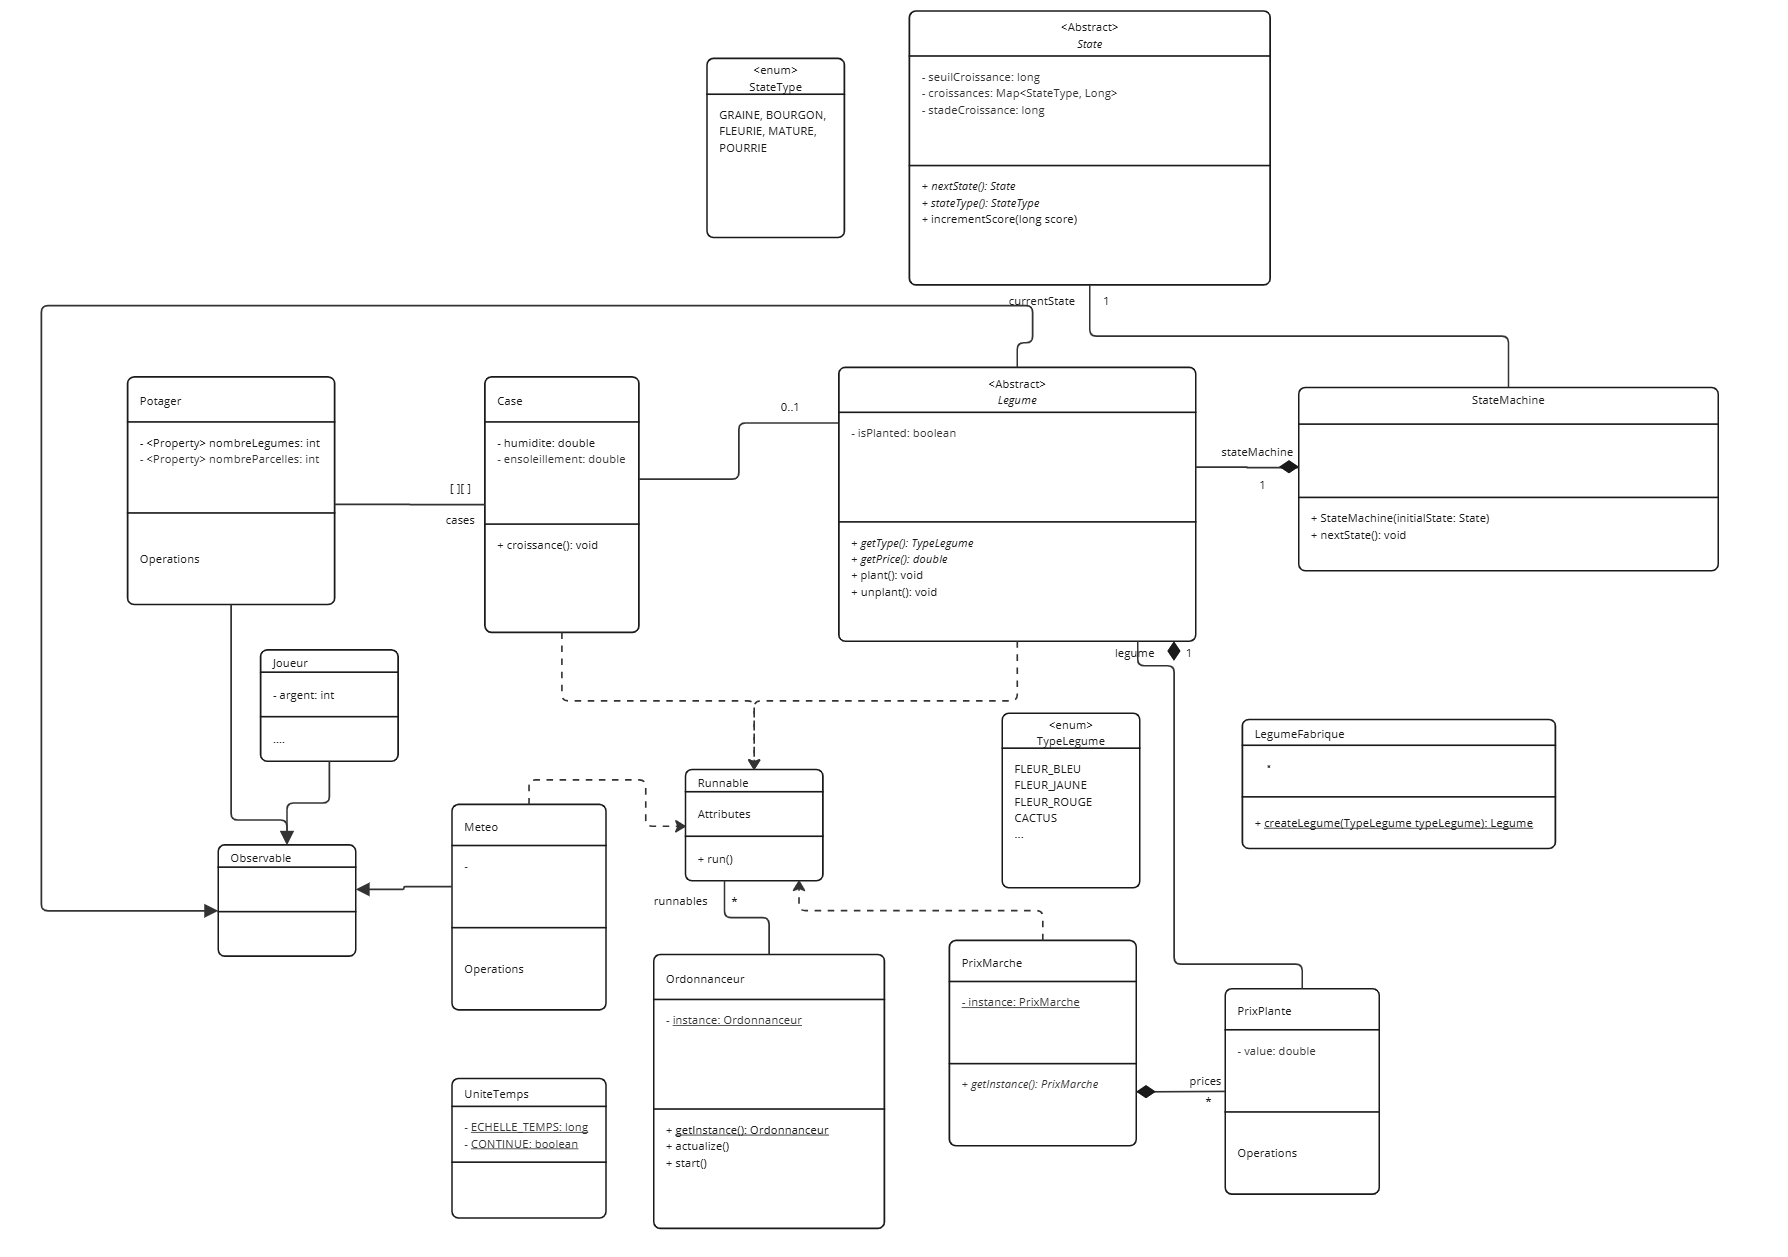 <Abstract>
State
- seuilCroissance: long
- croissances: Map<StateType, Long>
- stadeCroissance: long
+ nextState(): State
+ stateType(): StateType
+ incrementScore(long score)
<enum>
StateType
GRAINE, BOURGON,
FLEURIE, MATURE,
POURRIE
currentState
1
Potager
- <Property> nombreLegumes: int
- <Property> nombreParcelles: int
Operations
[ ][ ]
cases
Case
- humidite: double
- ensoleillement: double
+ croissance(): void
0..1
<Abstract>
Legume
- isPlanted: boolean
+ getType(): TypeLegume
+ getPrice(): double
+ plant(): void
+ unplant(): void
stateMachine
1
StateMachine
+ StateMachine(initialState: State)
+ nextState(): void
legume
1
Joueur
- argent: int
....
Observable
Meteo
-
Operations
Runnable
Attributes
+ run()
runnables
*
<enum>
TypeLegume
FLEUR_BLEU
FLEUR_JAUNE
FLEUR_ROUGE
CACTUS
...
LegumeFabrique
*
+ createLegume(TypeLegume typeLegume): Legume
Ordonnanceur
- instance: Ordonnanceur
+ getInstance(): Ordonnanceur
+ actualize()
+ start()
PrixMarche
- instance: PrixMarche
+ getInstance(): PrixMarche
prices
*
PrixPlante
- value: double
Operations
UniteTemps
- ECHELLE_TEMPS: long
- CONTINUE: boolean